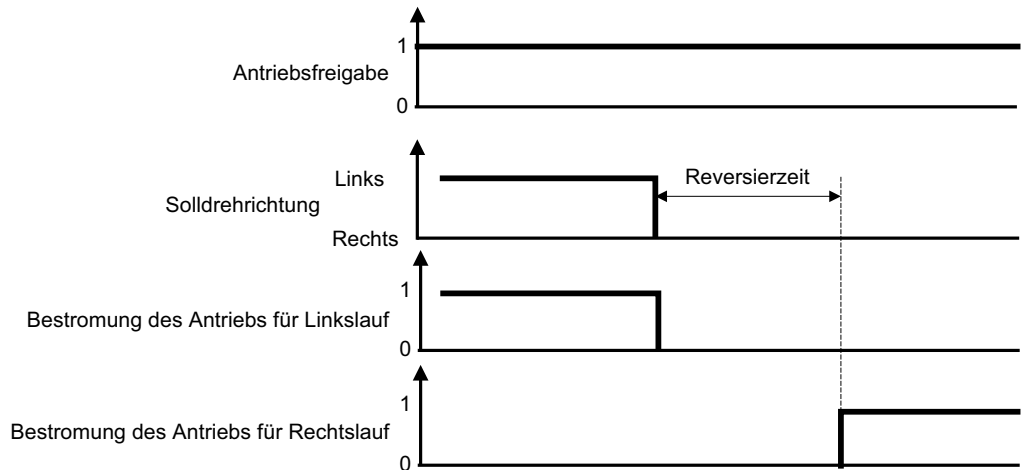 1
Antriebsfreigabe
0
Links
Reversierzeit
Solldrehrichtung
Rechts
1
Bestromung des Antriebs für Linkslauf
0
1
Bestromung des Antriebs für Rechtslauf
0